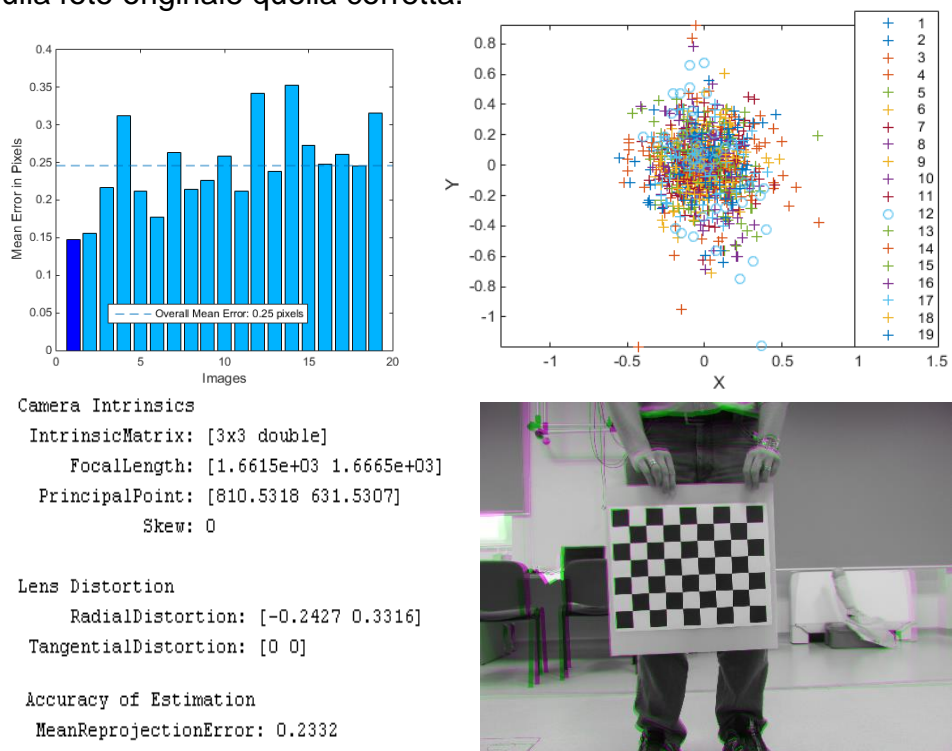 sulla foto originale quella corretta.
0.4
0.35
0.3
0.25
0.2
0.15
0.1
0.05
0
Mean Error in Pixels
Overall Mean Error: 0.25 pixels
0 5 10 15 20
Images
0.8
0.6
0.4
0.2
0
-0.2
-0.4
-0.6
-0.8
-1
Y
-1 -0.5 0 0.5 1 1.5
X
1
2
3
4
5
6
7
8
9
10
11
12
13
14
15
16
17
18
19
Camera Intrinsics
IntrinsicMatrix: [3x3 double]
FocalLength: [1.6615e+03 1.6665e+03]
PrincipalPoint: [810.5318 631.5307]
Skew: 0
Lens Distortion
RadialDistortion: [-0.2427 0.3316]
TangentialDistortion: [0 0]
Accuracy of Estimation
MeanReprojectionError: 0.2332